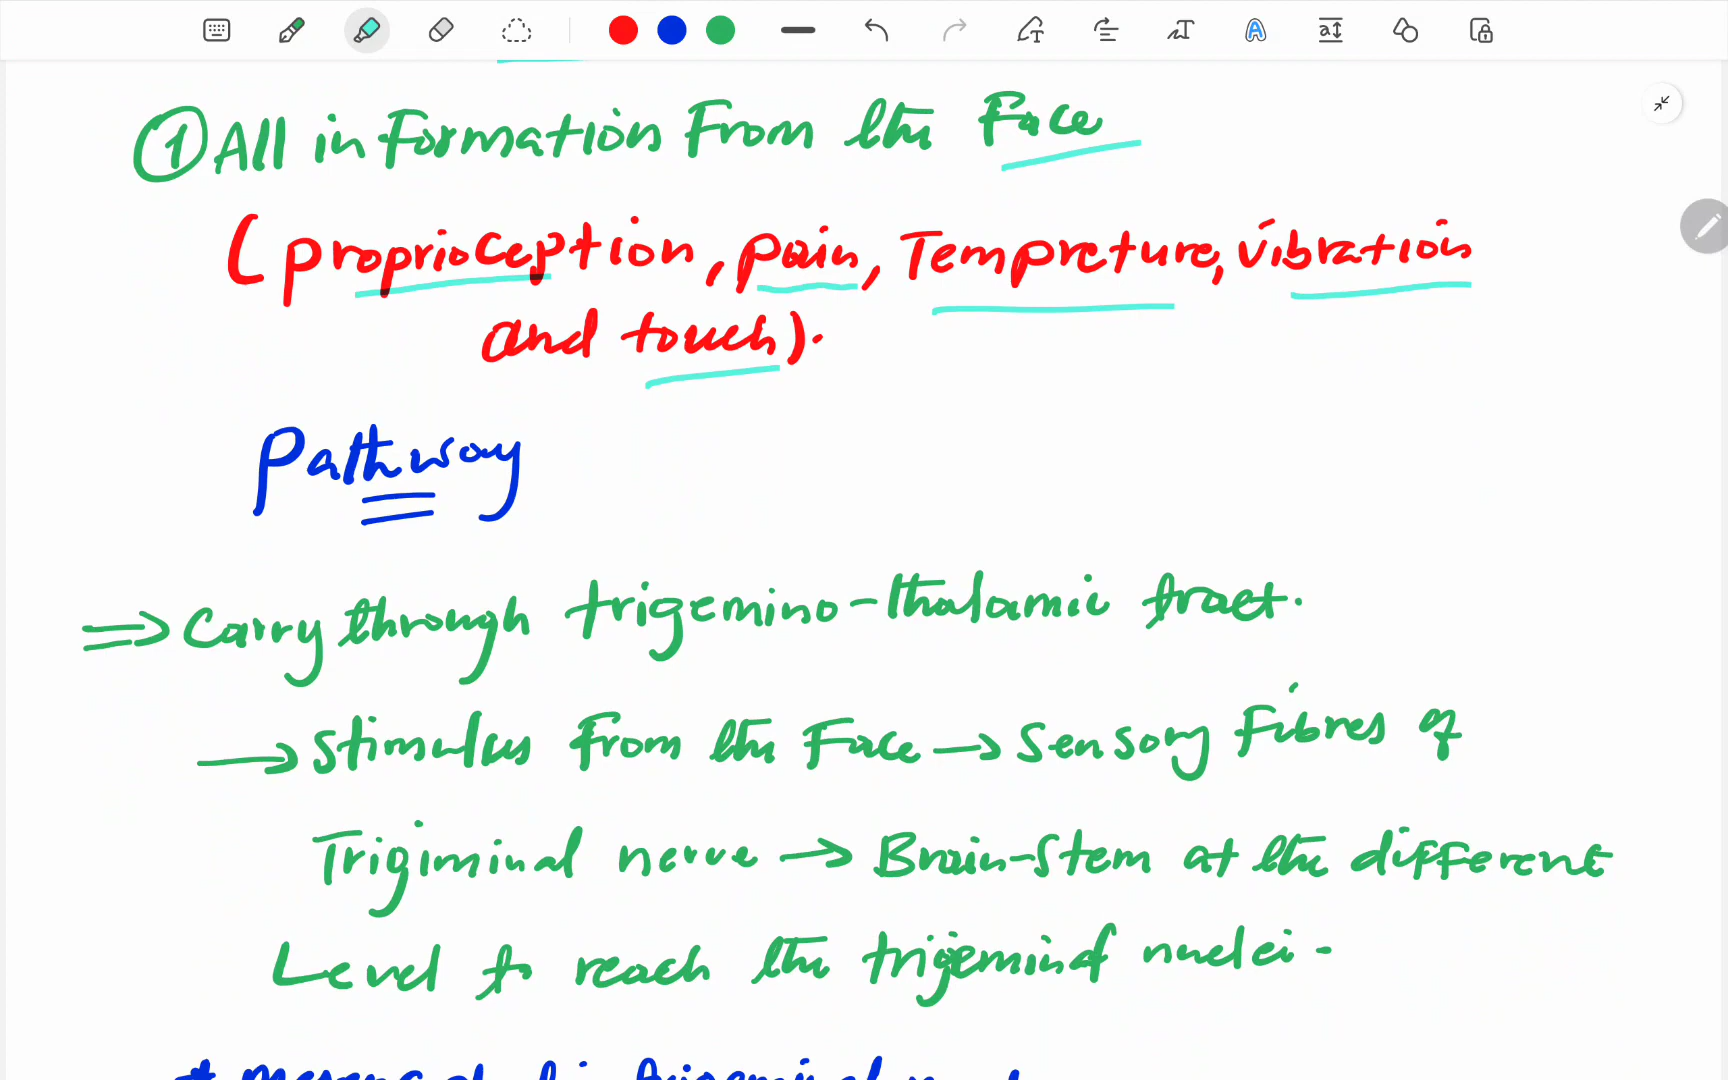 ① All information From the Face
(proprioception, pain, Tempreture, vibration
and touch).
Pathway
⇒ Carry through trigemino-thalamic tract.
→ Stimulus From the Face → Sensory Fibres of
Trigiminal nerve → Brain-Stem at the different
Level to reach the trigeminal nuclei.